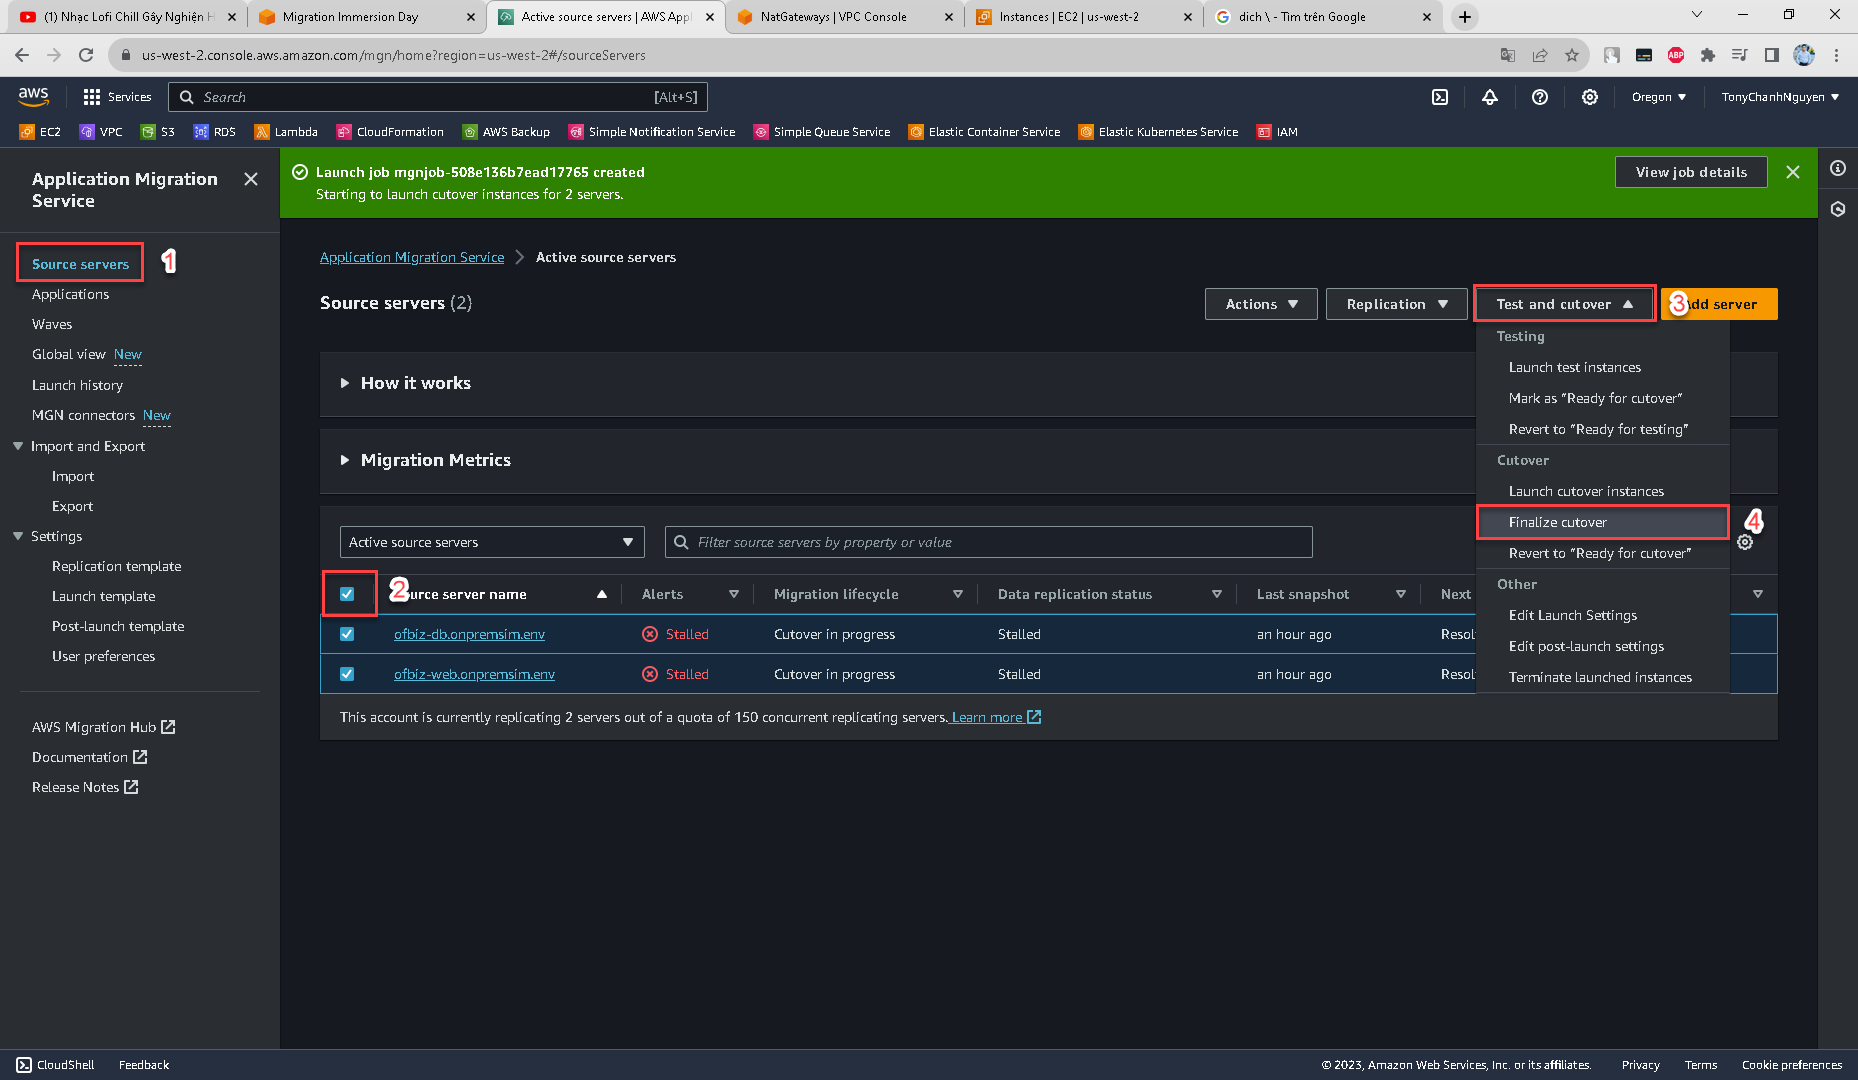 (1) Nhạc Lofi Chill Gây Nghiện H
Migration Immersion Day
Active source servers | AWS Appl
NatGateways | VPC Console
Instances | EC2 | us-west-2
dich \ - Tìm trên Google
us-west-2.console.aws.amazon.com/mgn/home?region=us-west-2#/sourceServers
ABP
aws
Services
Search
[Alt+S]
Oregon
TonyChanhNguyen
EC2
VPC
S3
RDS
Lambda
CloudFormation
AWS Backup
Simple Notification Service
Simple Queue Service
Elastic Container Service
Elastic Kubernetes Service
IAM
Application Migration Service
Source servers
1
Applications
Waves
Global view New
Launch history
MGN connectors New
Import and Export
Import
Export
Settings
Replication template
Launch template
Post-launch template
User preferences
AWS Migration Hub
Documentation
Release Notes
Launch job mgnjob-508e136b7ead17765 created
Starting to launch cutover instances for 2 servers.
View job details
Application Migration Service
Active source servers
Source servers (2)
Actions
Replication
Test and cutover
3
dd server
Testing
Launch test instances
Mark as "Ready for cutover"
Revert to "Ready for testing"
Cutover
Launch cutover instances
Finalize cutover
4
Revert to "Ready for cutover"
Other
Edit Launch Settings
Edit post-launch settings
Terminate launched instances
How it works
Migration Metrics
Active source servers
Filter source servers by property or value
2
urce server name
Alerts
Migration lifecycle
Data replication status
Last snapshot
Next
ofbiz-db.onpremsim.env
Stalled
Cutover in progress
Stalled
an hour ago
Resol
ofbiz-web.onpremsim.env
Stalled
Cutover in progress
Stalled
an hour ago
Resol
This account is currently replicating 2 servers out of a quota of 150 concurrent replicating servers. Learn more
CloudShell
Feedback
© 2023, Amazon Web Services, Inc. or its affiliates.
Privacy
Terms
Cookie preferences